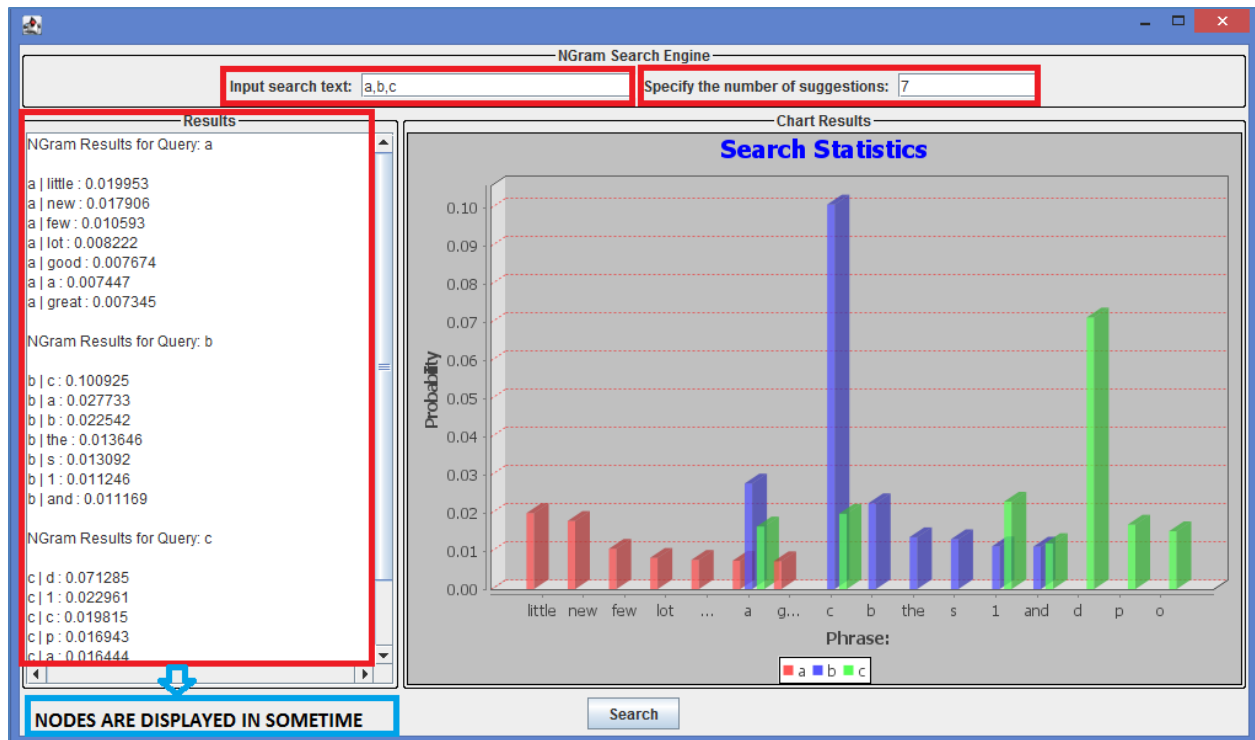 NGram Search Engine
Input search text: a,b,c
Specify the number of suggestions: 7
Results
NGram Results for Query: a
a | little : 0.019953
a | new : 0.017906
a | few : 0.010593
a | lot : 0.008222
a | good : 0.007674
a | a : 0.007447
a | great : 0.007345
NGram Results for Query: b
b | c : 0.100925
b | a : 0.027733
b | b : 0.022542
b | the : 0.013646
b | s : 0.013092
b | 1 : 0.011246
b | and : 0.011169
NGram Results for Query: c
c | d : 0.071285
c | 1 : 0.022961
c | c : 0.019815
c | p : 0.016943
c | a : 0.016444
NODES ARE DISPLAYED IN SOMETIME
Chart Results
Search Statistics
Probability
0.10
0.09
0.08
0.07
0.06
0.05
0.04
0.03
0.02
0.01
0.00
little new few lot ... a g... c b the s 1 and d p o
Phrase:
a b c
Search